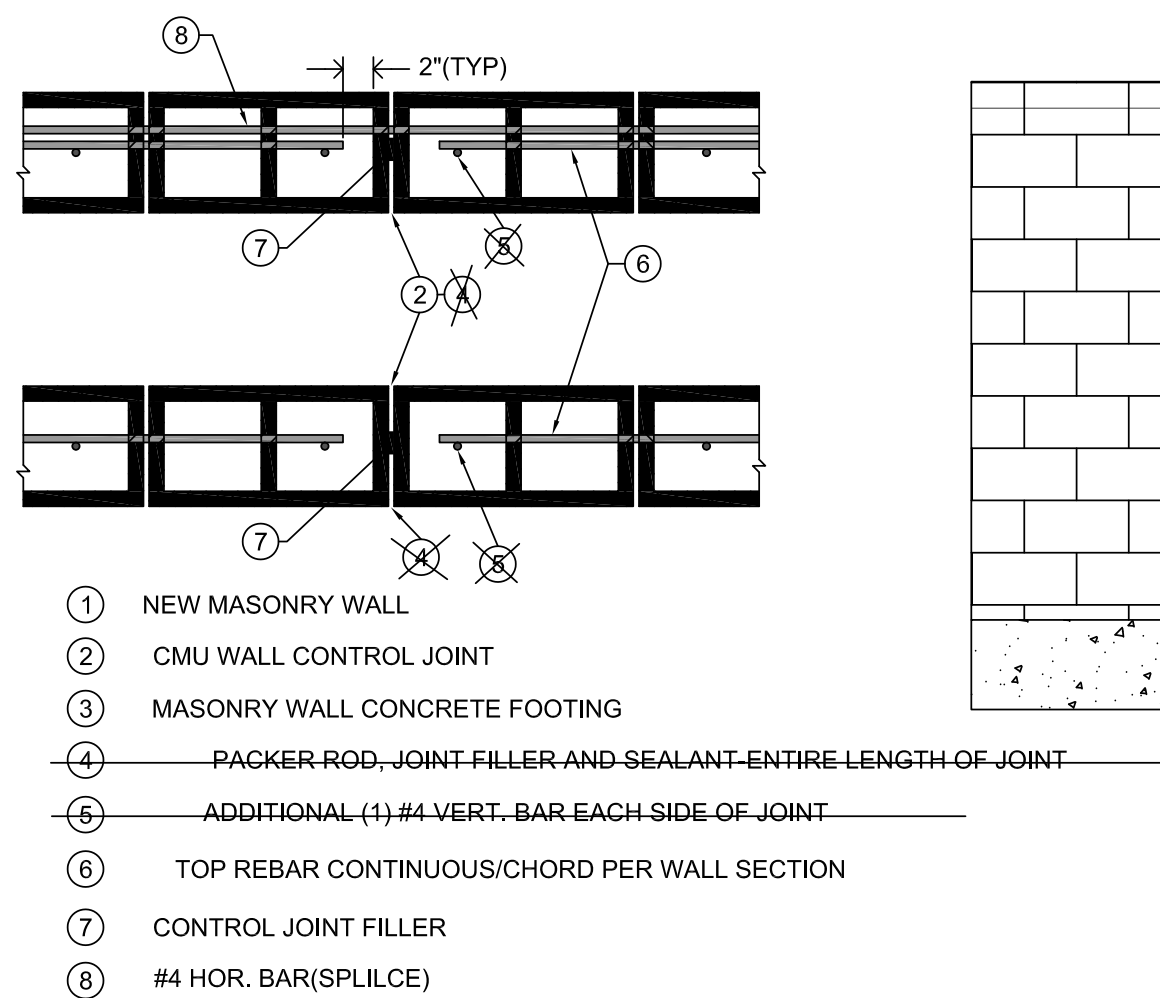 8
2"(TYP)
7
5
6
2 4
7
4
5
1 NEW MASONRY WALL
2 CMU WALL CONTROL JOINT
3 MASONRY WALL CONCRETE FOOTING
4 PACKER ROD, JOINT FILLER AND SEALANT-ENTIRE LENGTH OF JOINT
5 ADDITIONAL (1) #4 VERT. BAR EACH SIDE OF JOINT
6 TOP REBAR CONTINUOUS/CHORD PER WALL SECTION
7 CONTROL JOINT FILLER
8 #4 HOR. BAR(SPLILCE)